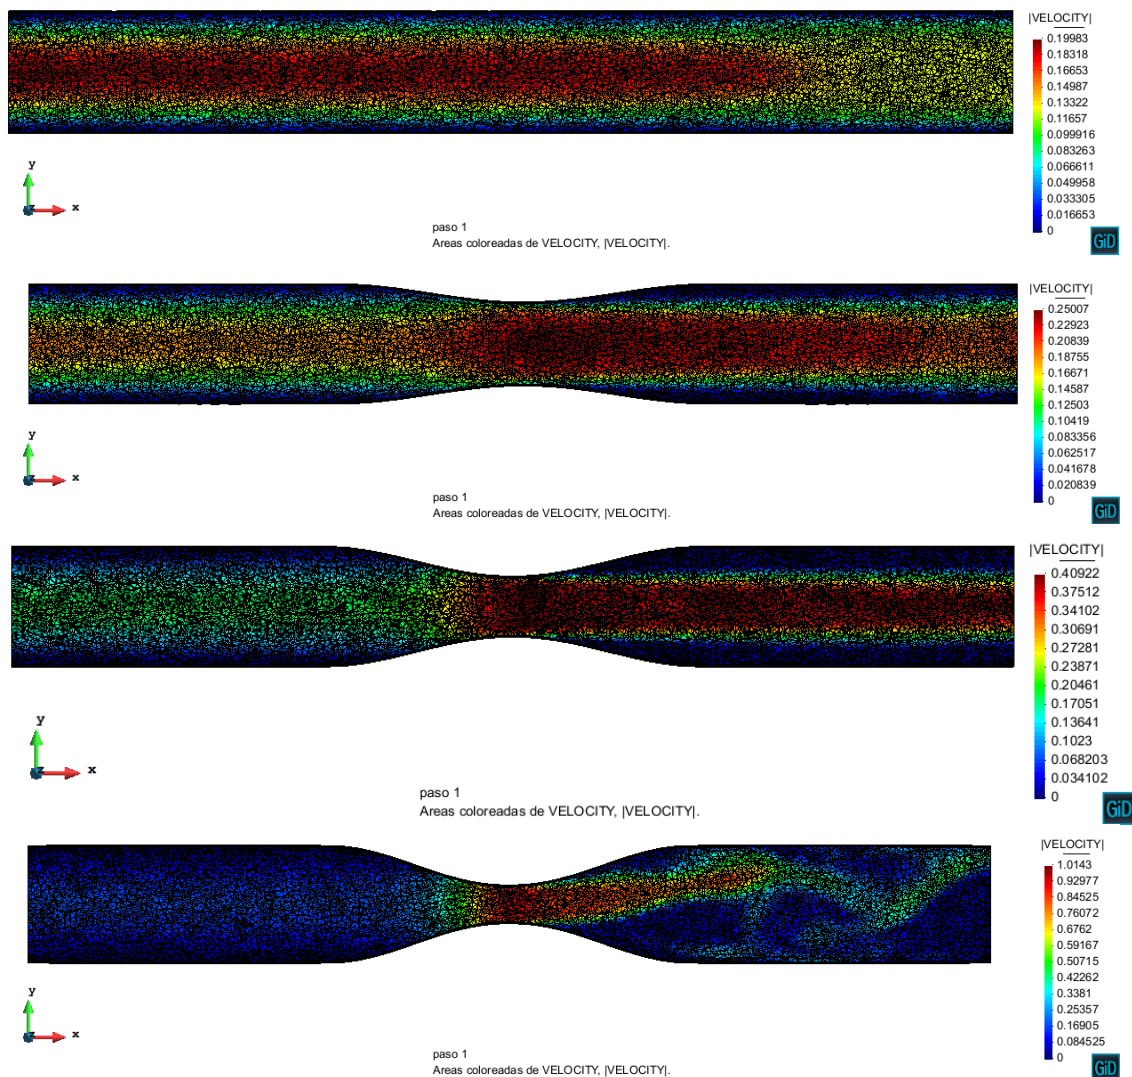 |VELOCITY|
0.19983
0.18318
0.16653
0.14987
0.13322
0.11657
0.099916
0.083263
0.066611
0.049958
0.033305
0.01653
0
y
z x
paso 1
Areas coloreadas de VELOCITY, |VELOCITY|.
GiD
|VELOCITY|
0.25007
0.22923
0.20839
0.18755
0.16671
0.14587
0.12503
0.10419
0.083356
0.062517
0.041678
0.020839
0
y
z x
paso 1
Areas coloreadas de VELOCITY, |VELOCITY|.
GiD
|VELOCITY|
0.40922
0.37512
0.34102
0.30691
0.27281
0.23871
0.20461
0.17051
0.13641
0.1023
0.068203
0.034102
0
y
z x
paso 1
Areas coloreadas de VELOCITY, |VELOCITY|.
GiD
|VELOCITY|
1.0143
0.92977
0.84525
0.76072
0.6762
0.59167
0.50715
0.42262
0.3381
0.25357
0.16905
0.084525
0
y
z x
paso 1
Areas coloreadas de VELOCITY, |VELOCITY|.
GiD